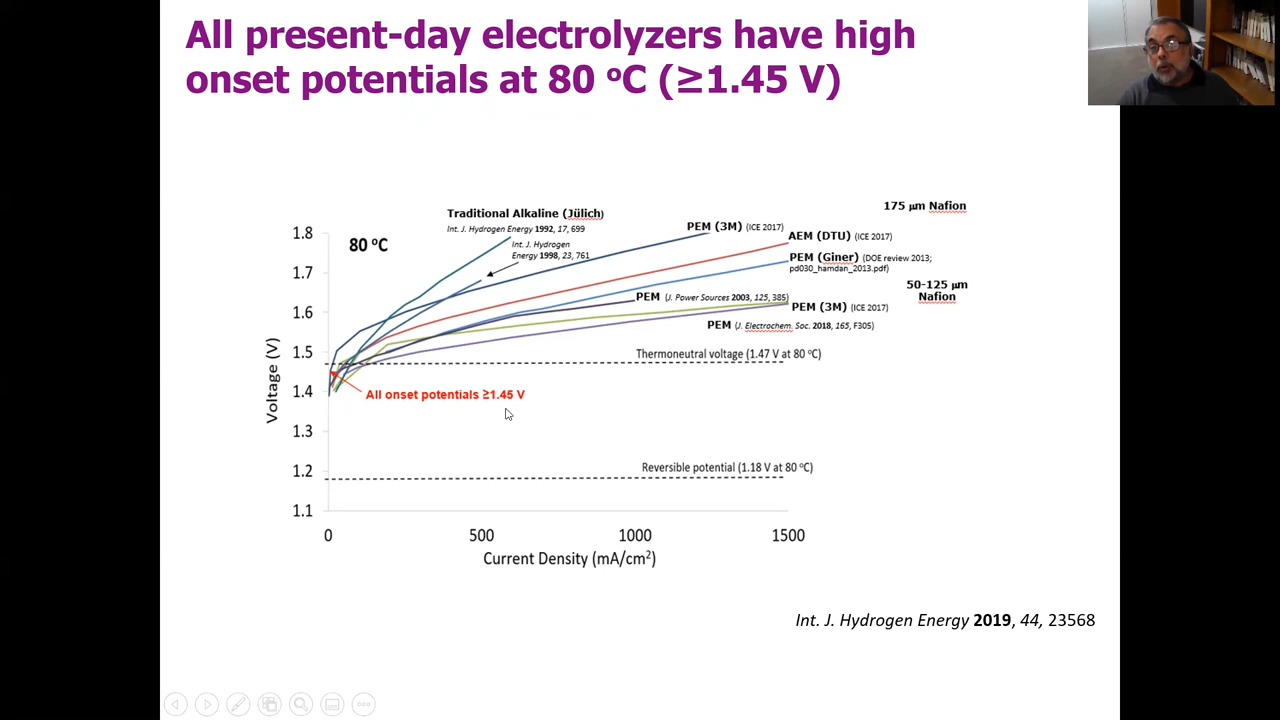 All present-day electrolyzers have high
onset potentials at 80 ºC (≥1.45 V)
175 µm Nafion
Traditional Alkaline (Jülich)
Int. J. Hydrogen Energy 1992, 17, 699
Int. J. Hydrogen
Energy 1998, 23, 761
PEM (3M) (ICE 2017)
AEM (DTU) (ICE 2017)
PEM (Giner) (DOE review 2013;
pd030_hamdan_2013.pdf)
50-125 µm
Nafion
PEM (J. Power Sources 2003, 125, 385)
PEM (3M) (ICE 2017)
PEM (J. Electrochem. Soc. 2018, 165, F305)
80 ºC
Thermoneutral voltage (1.47 V at 80 ºC)
All onset potentials ≥1.45 V
Reversible potential (1.18 V at 80 ºC)
Voltage (V)
1.8
1.7
1.6
1.5
1.4
1.3
1.2
1.1
0
500
1000
1500
Current Density (mA/cm²)
Int. J. Hydrogen Energy 2019, 44, 23568